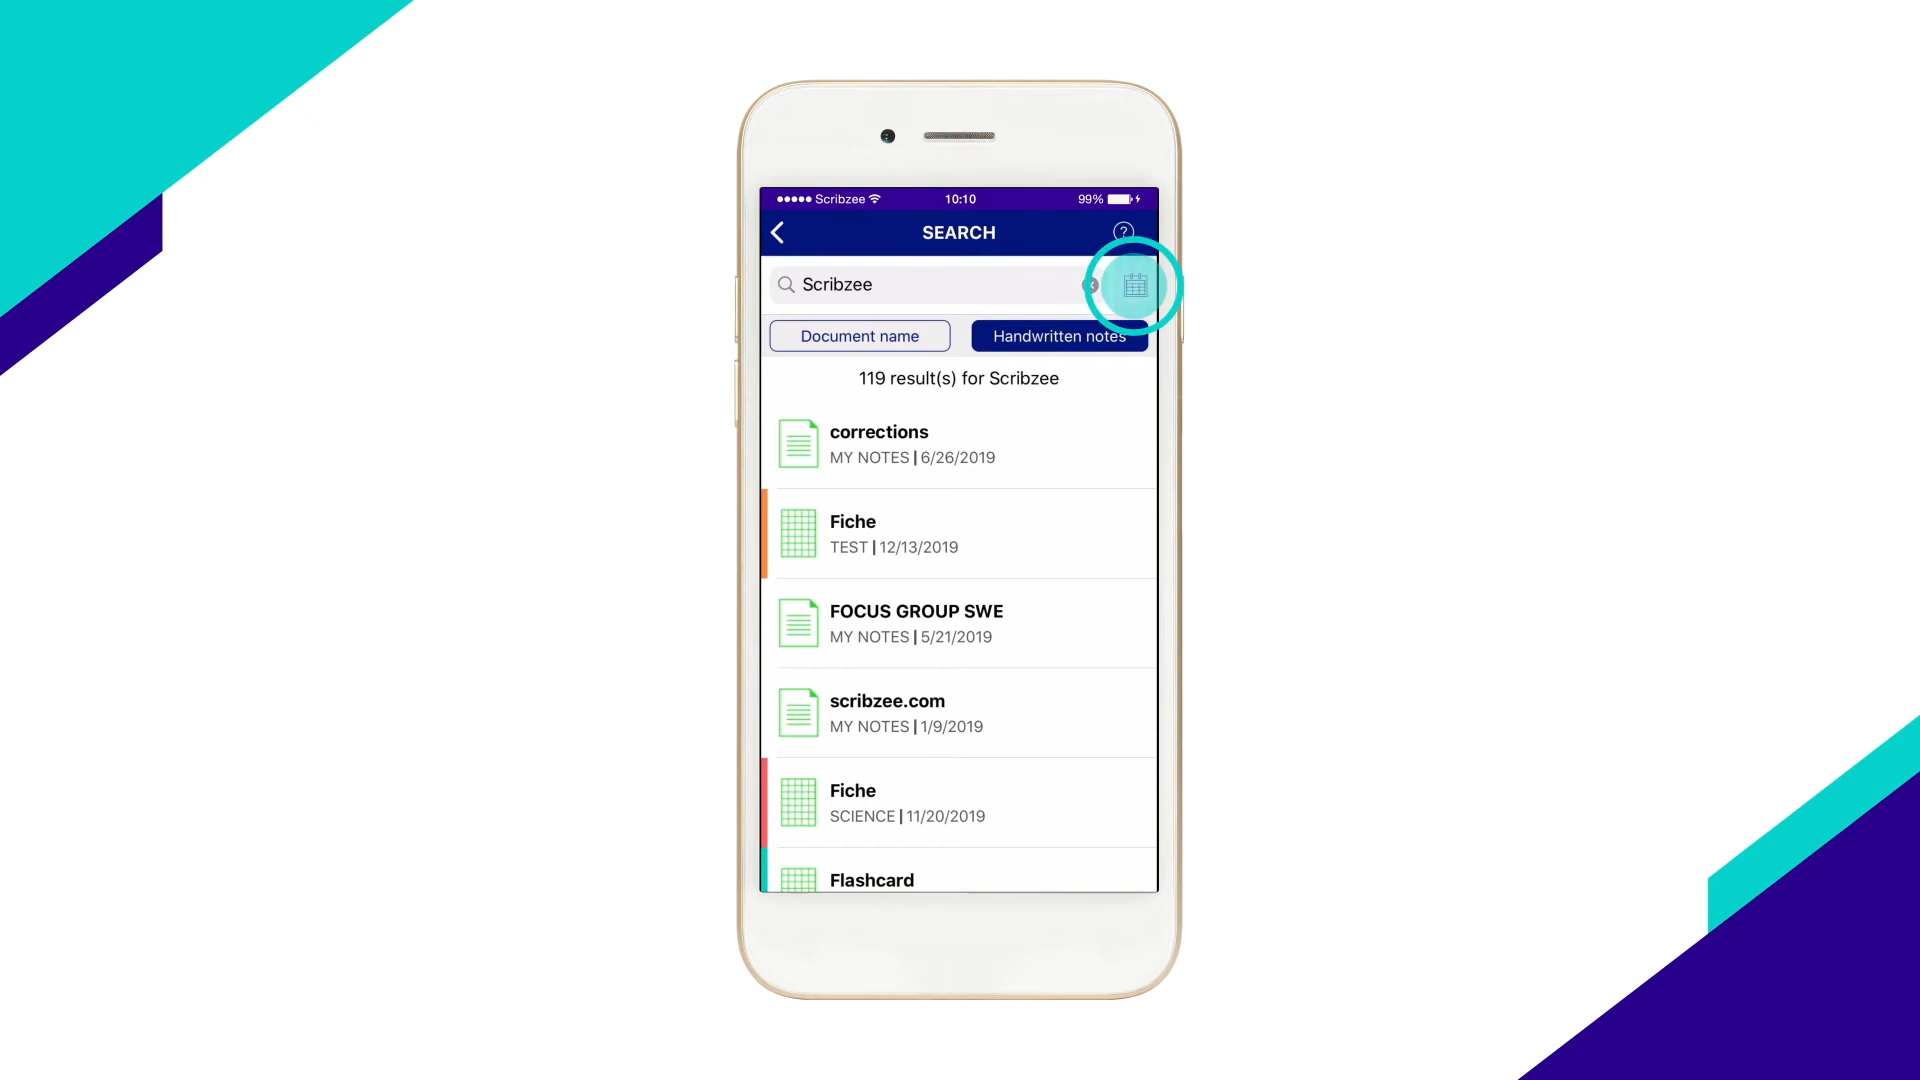 Scribzee 10:10 99%
SEARCH ?
Scribzee
Document name Handwritten notes
119 result(s) for Scribzee
corrections
MY NOTES | 6/26/2019
Fiche
TEST | 12/13/2019
FOCUS GROUP SWE
MY NOTES | 5/21/2019
scribzee.com
MY NOTES | 1/9/2019
Fiche
SCIENCE | 11/20/2019
Flashcard